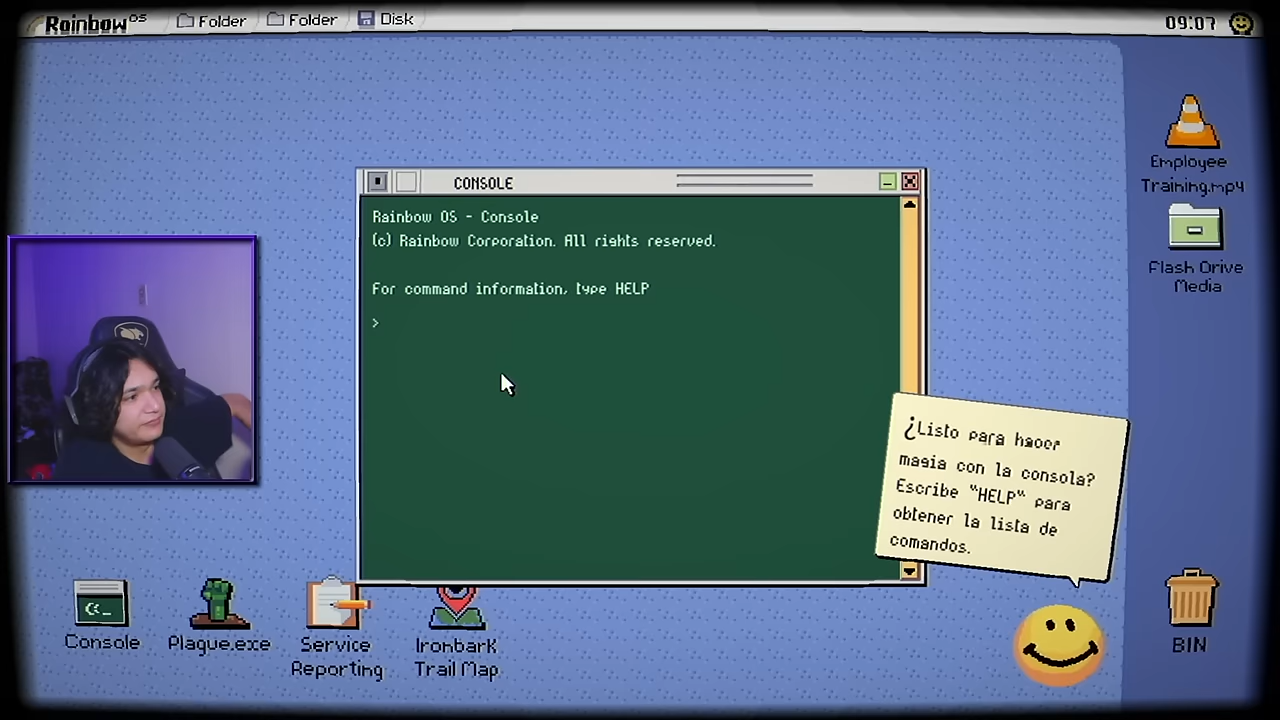 Rainbow OS
Folder
Folder
Disk
09:07
Employee
Training.mp4
Flash Drive
Media
CONSOLE
Rainbow OS - Console
(c) Rainbow Corporation. All rights reserved.
For command information, type HELP
>
¿Listo para hacer
magia con la consola?
Escribe "HELP" para
obtener la lista de
comandos.
Console
Plague.exe
Service
Reporting
Ironbark
Trail Map
BIN